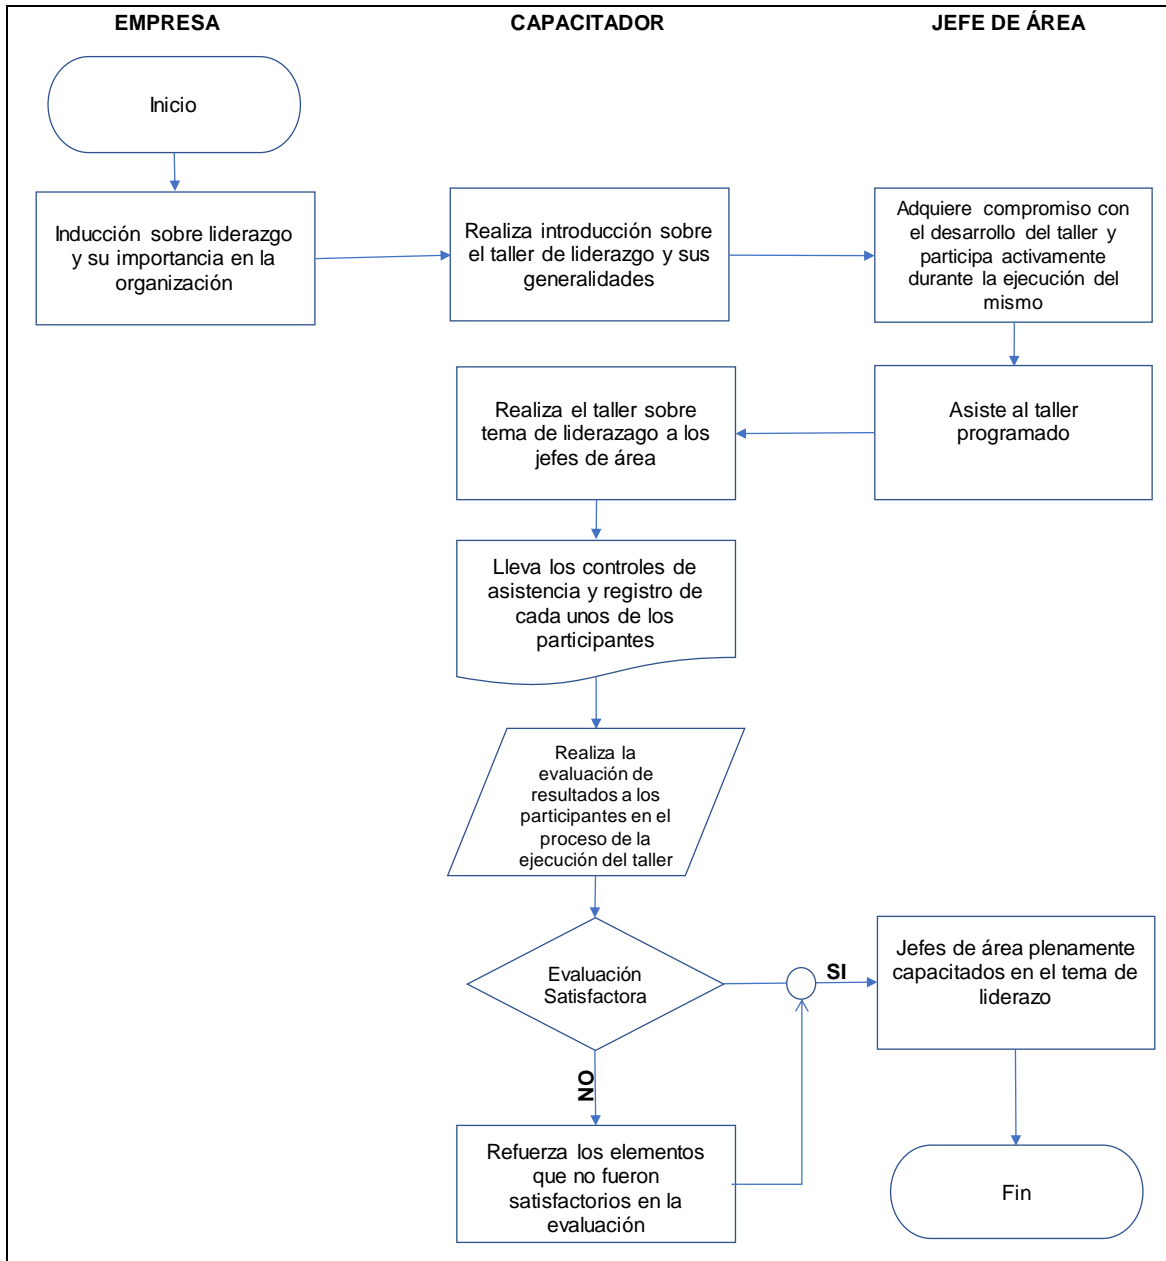 EMPRESA
CAPACITADOR
JEFE DE ÁREA
Inicio
Inducción sobre liderazgo
y su importancia en la
organización
Realiza introducción sobre
el taller de liderazgo y sus
generalidades
Adquiere compromiso con
el desarrollo del taller y
participa activamente
durante la ejecución del
mismo
Asiste al taller
programado
Realiza el taller sobre
tema de liderazago a los
jefes de área
Lleva los controles de
asistencia y registro de
cada unos de los
participantes
Realiza la
evaluación de
resultados a los
participantes en el
proceso de la
ejecución del taller
Evaluación
Satisfactora
SI
Jefes de área plenamente
capacitados en el tema de
liderazo
NO
Refuerza los elementos
que no fueron
satisfactorios en la
evaluación
Fin